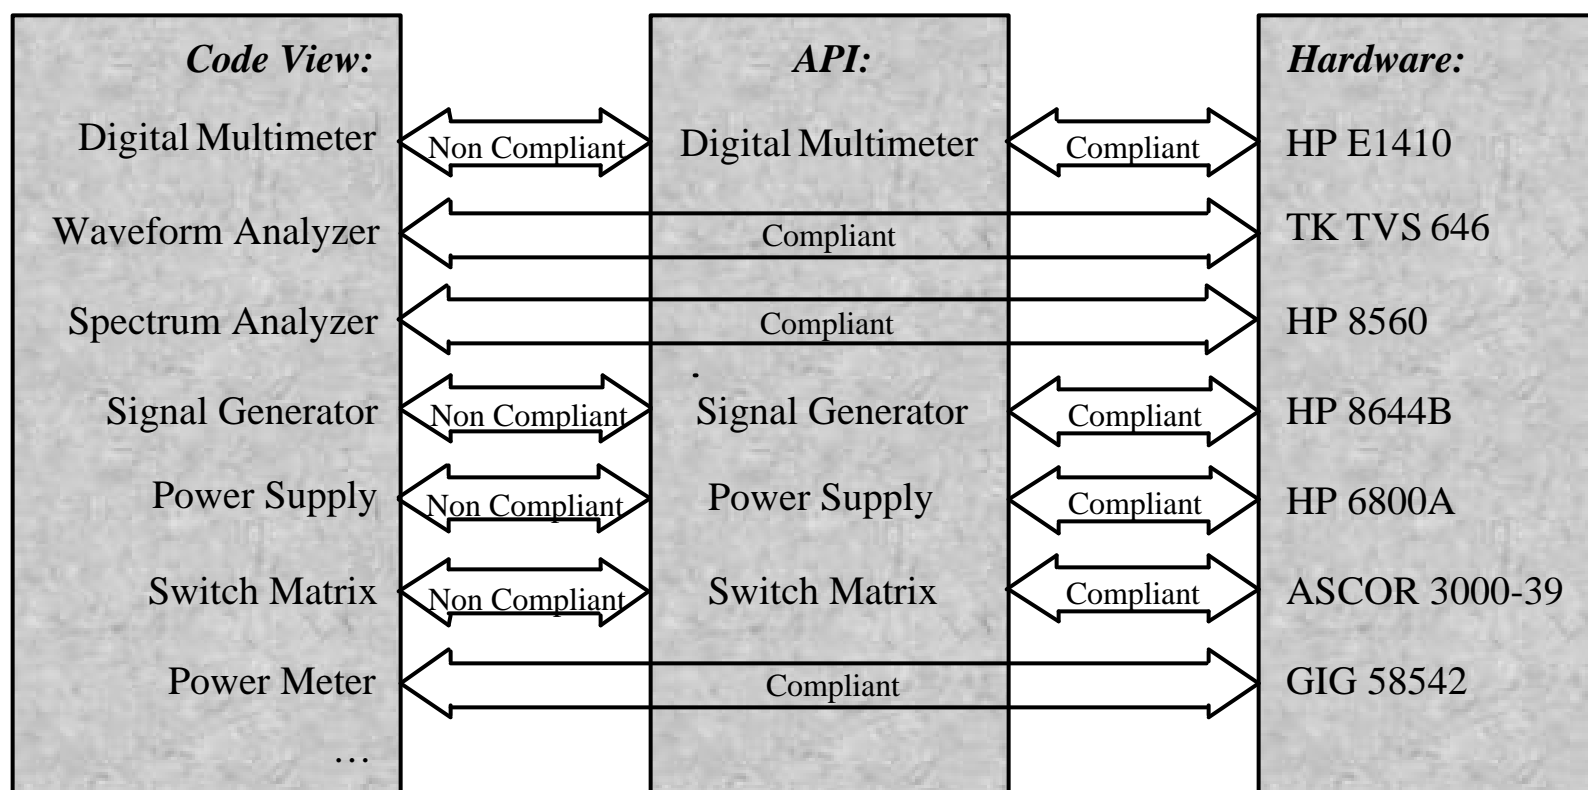 Code View: API: Hardware:
Digital Multimeter Non Compliant Digital Multimeter Compliant HP E1410
Waveform Analyzer Compliant TK TVS 646
Spectrum Analyzer Compliant HP 8560
Signal Generator Non Compliant Signal Generator Compliant HP 8644B
Power Supply Non Compliant Power Supply Compliant HP 6800A
Switch Matrix Non Compliant Switch Matrix Compliant ASCOR 3000-39
Power Meter Compliant GIG 58542
…